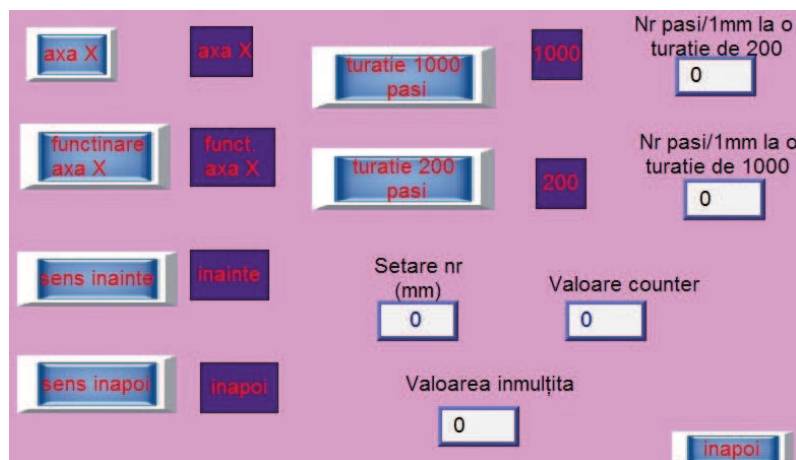 axa X
axa X
turatie 1000
pasi
1000
Nr pasi/1mm la o
turatie de 200
0
functinare
axa X
funct.
axa X
turatie 200
pasi
200
Nr pasi/1mm la o
turatie de 1000
0
sens inainte
inainte
Setare nr
(mm)
0
Valoare counter
0
sens inapoi
inapoi
Valoarea inmulțita
0
inapoi